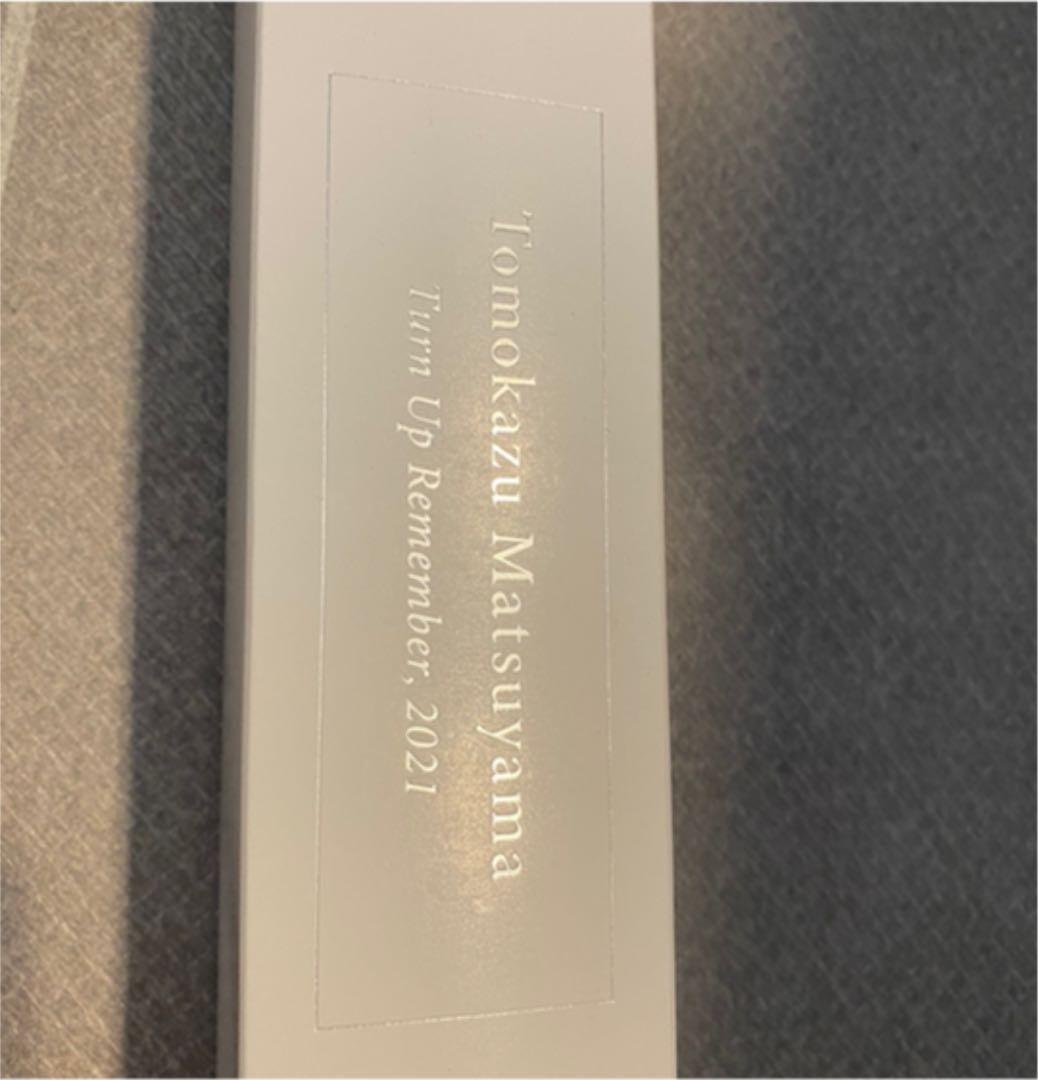 Tomokazu Matsuyama
Turn Up Remember, 2021